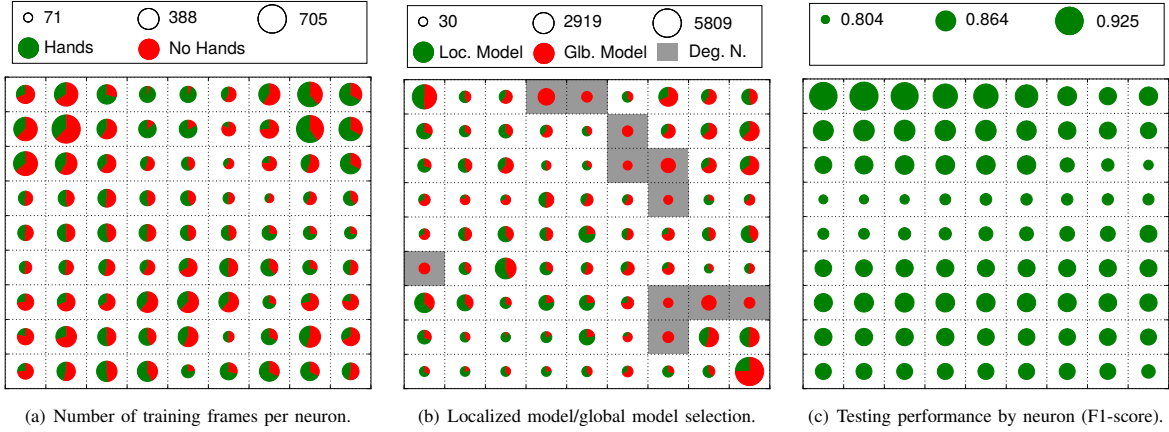 71 388 705
Hands No Hands
30 2919 5809
Loc. Model Glb. Model Deg. N.
0.804 0.864 0.925
(a) Number of training frames per neuron.
(b) Localized model/global model selection.
(c) Testing performance by neuron (F1-score).